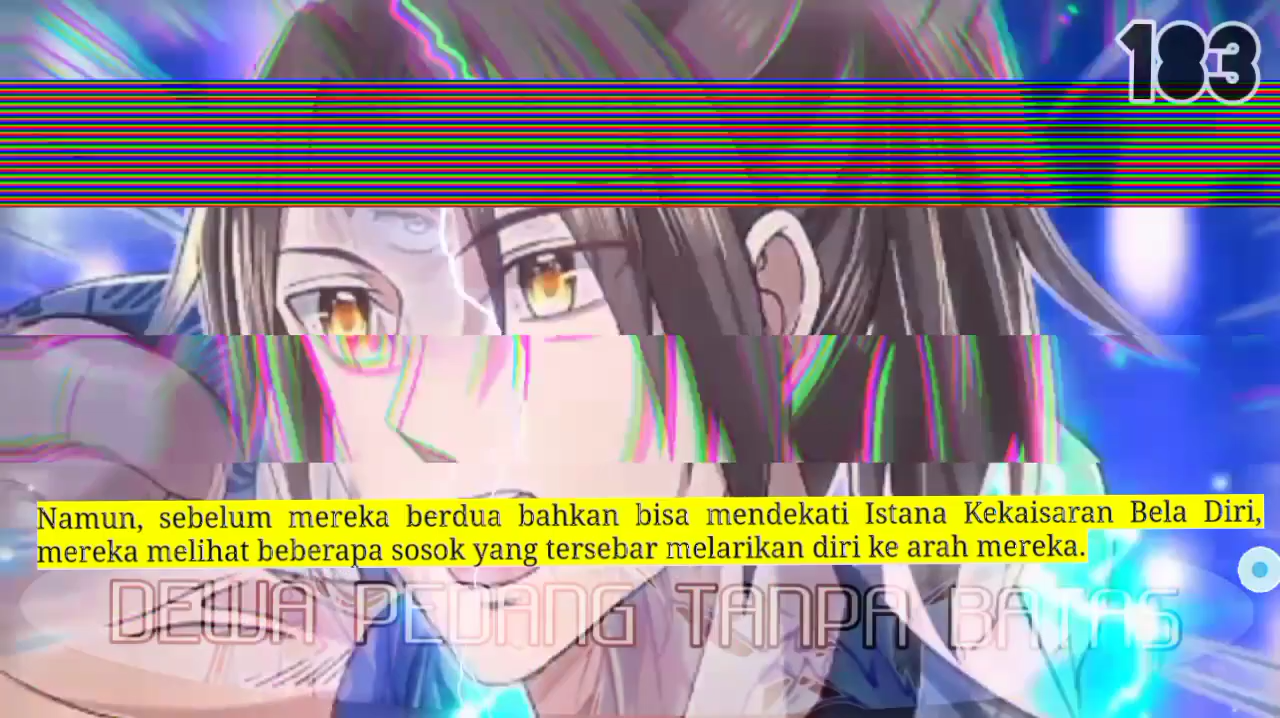 183
Namun, sebelum mereka berdua bahkan bisa mendekati Istana Kekaisaran Bela Diri,
mereka melihat beberapa sosok yang tersebar melarikan diri ke arah mereka.
DEWA PEDANG TANPA BATAS